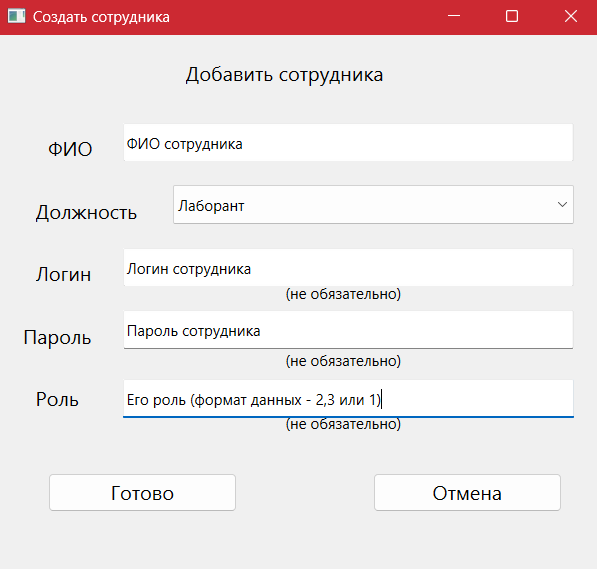 Создать сотрудника
Добавить сотрудника
ФИО
ФИО сотрудника
Должность
Лаборант
Логин
Логин сотрудника
(не обязательно)
Пароль
Пароль сотрудника
(не обязательно)
Роль
Его роль (формат данных - 2,3 или 1)
(не обязательно)
Готово
Отмена